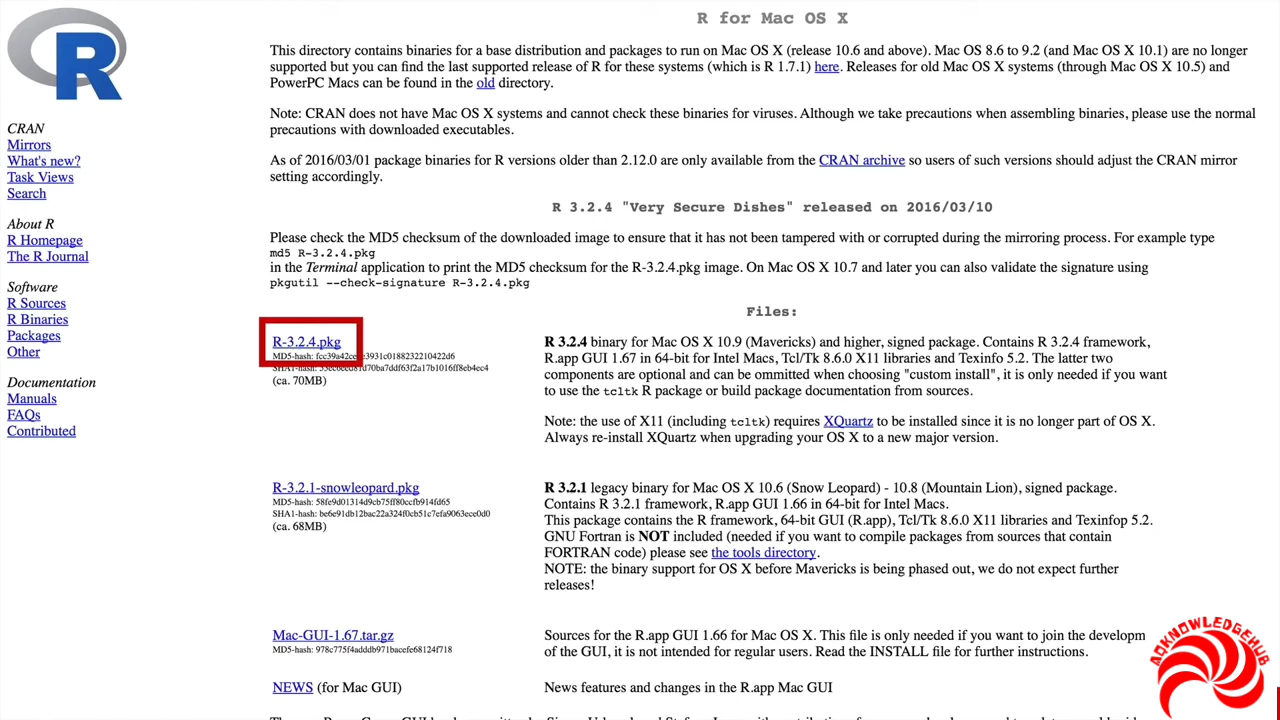 R for Mac OS X
This directory contains binaries for a base distribution and packages to run on Mac OS X (release 10.6 and above). Mac OS 8.6 to 9.2 (and Mac OS X 10.1) are no longer
supported but you can find the last supported release of R for these systems (which is R 1.7.1) here. Releases for old Mac OS X systems (through Mac OS X 10.5) and
PowerPC Macs can be found in the old directory.
Note: CRAN does not have Mac OS X systems and cannot check these binaries for viruses. Although we take precautions when assembling binaries, please use the normal
precautions with downloaded executables.
As of 2016/03/01 package binaries for R versions older than 2.12.0 are only available from the CRAN archive so users of such versions should adjust the CRAN mirror
setting accordingly.
R 3.2.4 "Very Secure Dishes" released on 2016/03/10
Please check the MD5 checksum of the downloaded image to ensure that it has not been tampered with or corrupted during the mirroring process. For example type
md5 R-3.2.4.pkg
in the Terminal application to print the MD5 checksum for the R-3.2.4.pkg image. On Mac OS X 10.7 and later you can also validate the signature using
pkgutil --check-signature R-3.2.4.pkg
Files:
R-3.2.4.pkg
MD5-hash:
SHA1-hash:
(ca. 70MB)
R 3.2.4 binary for Mac OS X 10.9 (Mavericks) and higher, signed package. Contains R 3.2.4 framework,
R.app GUI 1.67 in 64-bit for Intel Macs, Tcl/Tk 8.6.0 X11 libraries and Texinfo 5.2. The latter two
components are optional and can be ommitted when choosing "custom install", it is only needed if you want
to use the tcltk R package or build package documentation from sources.
Note: the use of X11 (including tcltk) requires XQuartz to be installed since it is no longer part of OS X.
Always re-install XQuartz when upgrading your OS X to a new major version.
R-3.2.1-snowleopard.pkg
MD5-hash: 58fe9d01314d9cb75ff80ccfb914fd65
SHA1-hash: be6e91db12bac22a324f0cb51c7efa9063ece0d0
(ca. 68MB)
R 3.2.1 legacy binary for Mac OS X 10.6 (Snow Leopard) - 10.8 (Mountain Lion), signed package.
Contains R 3.2.1 framework, R.app GUI 1.66 in 64-bit for Intel Macs.
This package contains the R framework, 64-bit GUI (R.app), Tcl/Tk 8.6.0 X11 libraries and Texinfop 5.2.
GNU Fortran is NOT included (needed if you want to compile packages from sources that contain
FORTRAN code) please see the tools directory.
NOTE: the binary support for OS X before Mavericks is being phased out, we do not expect further
releases!
Mac-GUI-1.67.tar.gz
MD5-hash: 978c775f4adddb971bacefc68124f718
Sources for the R.app GUI 1.66 for Mac OS X. This file is only needed if you want to join the developm
of the GUI, it is not intended for regular users. Read the INSTALL file for further instructions.
NEWS (for Mac GUI)
News features and changes in the R.app Mac GUI
R
CRAN
Mirrors
What's new?
Task Views
Search
About R
R Homepage
The R Journal
Software
R Sources
R Binaries
Packages
Other
Documentation
Manuals
FAQs
Contributed
ACKNOWLEDGEHUB